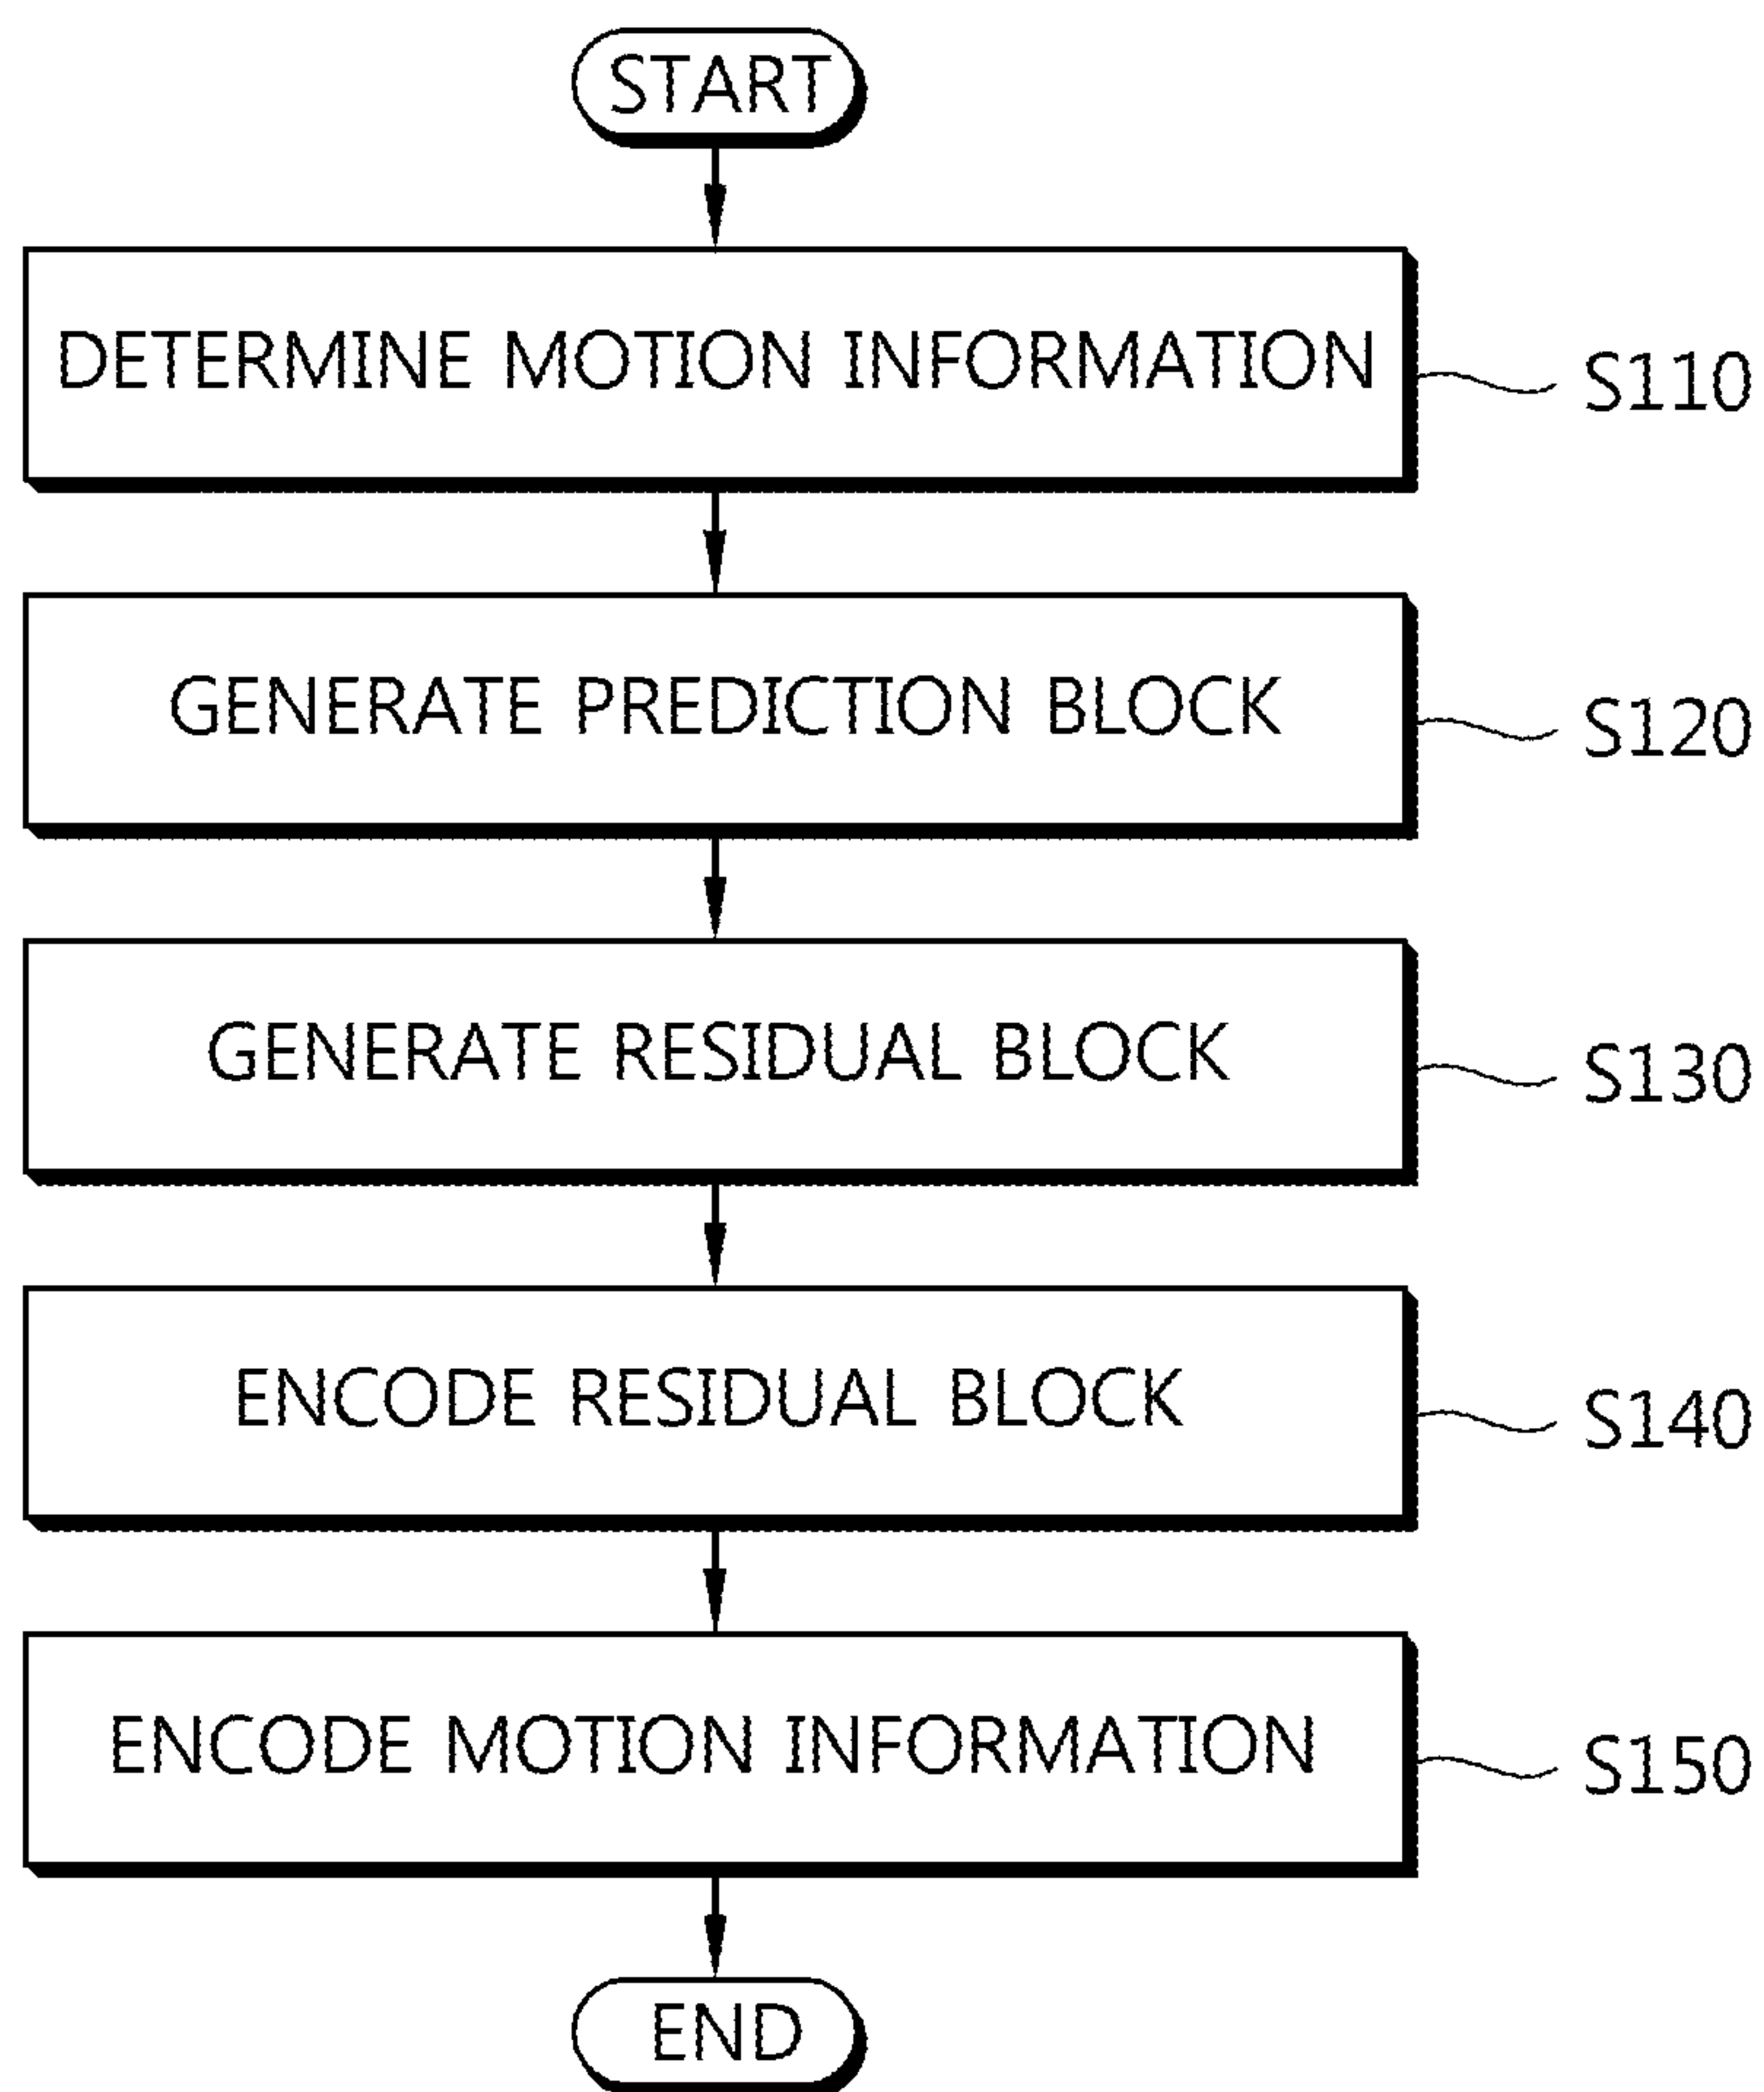 START
DETERMINE MOTION INFORMATION
S110
GENERATE PREDICTION BLOCK
S120
GENERATE RESIDUAL BLOCK
S130
ENCODE RESIDUAL BLOCK
S140
ENCODE MOTION INFORMATION
S150
END